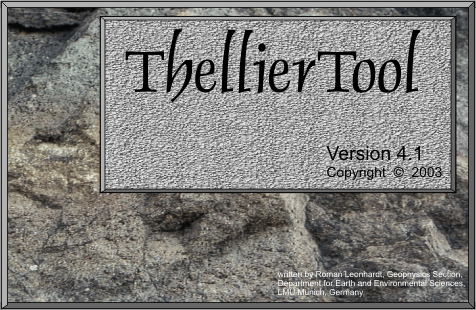 ThellierTool
Version 4.1
Copyright © 2003
written by Roman Leonhardt, Geophysics Section,
Department for Earth and Environmental Sciences,
LMU Munich, Germany